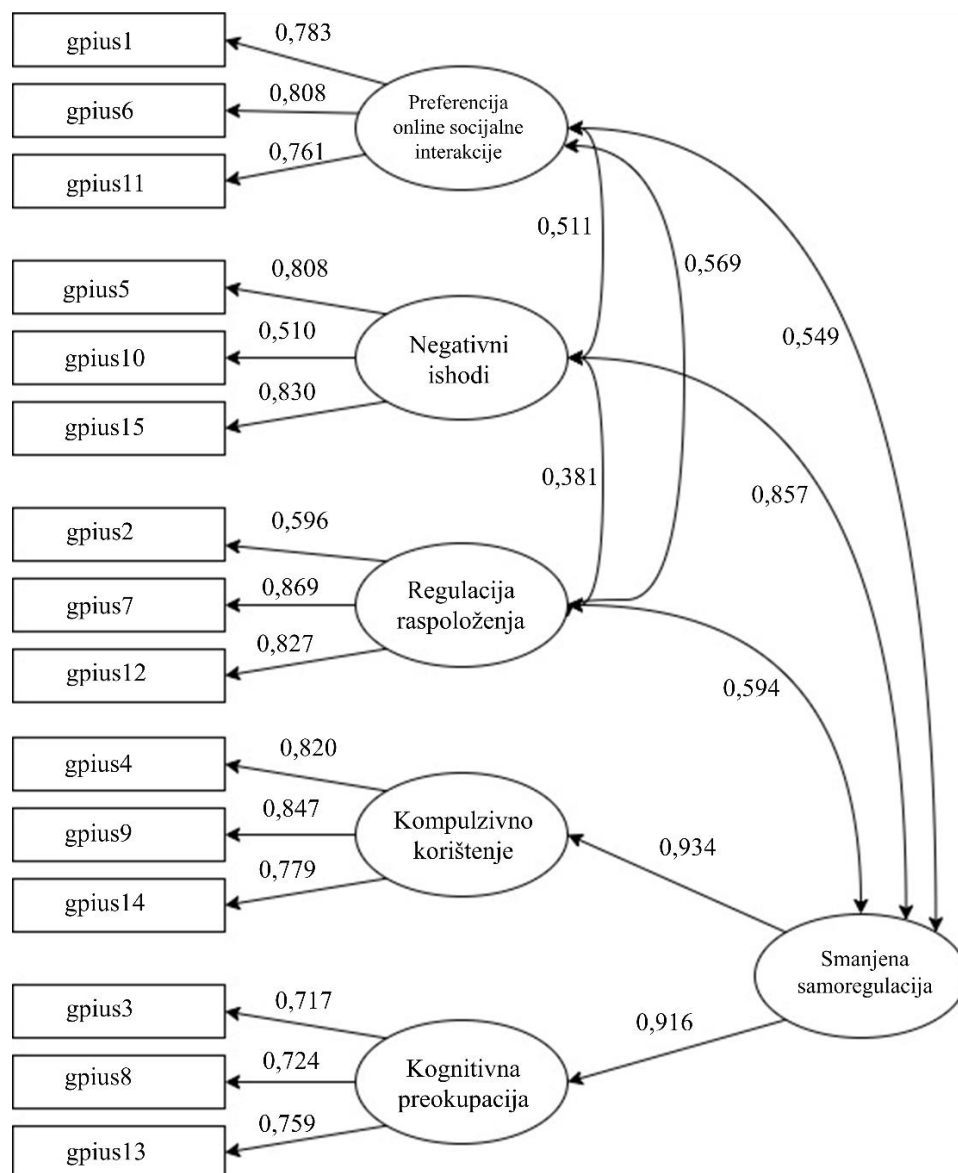 gpius1
0,783
gpius6
0,808
gpius11
0,761
Preferencija
online socijalne
interakcije
0,511
0,569
0,549
gpius5
0,808
gpius10
0,510
gpius15
0,830
Negativni
ishodi
0,381
0,857
gpius2
0,596
gpius7
0,869
gpius12
0,827
Regulacija
raspoloženja
0,594
gpius4
0,820
gpius9
0,847
gpius14
0,779
Kompulzivno
korištenje
0,934
Smanjena
samoregulacija
gpius3
0,717
gpius8
0,724
gpius13
0,759
Kognitivna
preokupacija
0,916